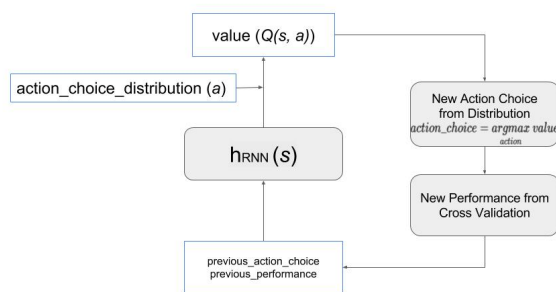 value (Q(s, a))
action_choice_distribution (a)
New Action Choice
from Distribution
action_choice = argmax value
action
hRNN (s)
New Performance from
Cross Validation
previous_action_choice
previous_performance